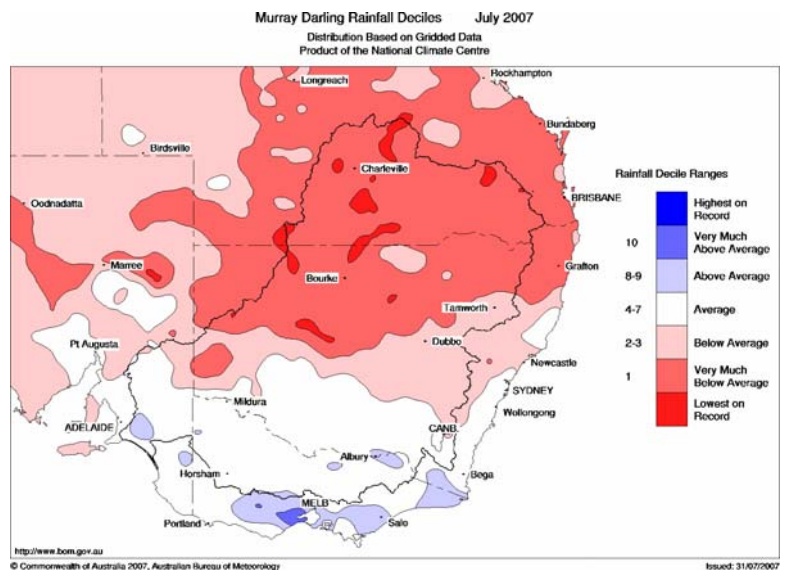 Murray Darling Rainfall Deciles July 2007
Distribution Based on Gridded Data
Product of the National Climate Centre
Longreach
Rockhampton
Bundaberg
Birdsville
Charleville
Oodnadatta
BRISBANE
Marree
Bourke
Grafton
Tamworth
Pt Augusta
Dubbo
Newcastle
Mildura
SYDNEY
Wollongong
ADELAIDE
CANB.
Albury
Horsham
Bega
MELB
Portland
Sale
Rainfall Decile Ranges
Highest on
Record
10 Very Much
Above Average
8-9 Above Average
4-7 Average
2-3 Below Average
1 Very Much
Below Average
Lowest on
Record
http://www.bom.gov.au
© Commonwealth of Australia 2007, Australian Bureau of Meteorology
Issued: 31/07/2007